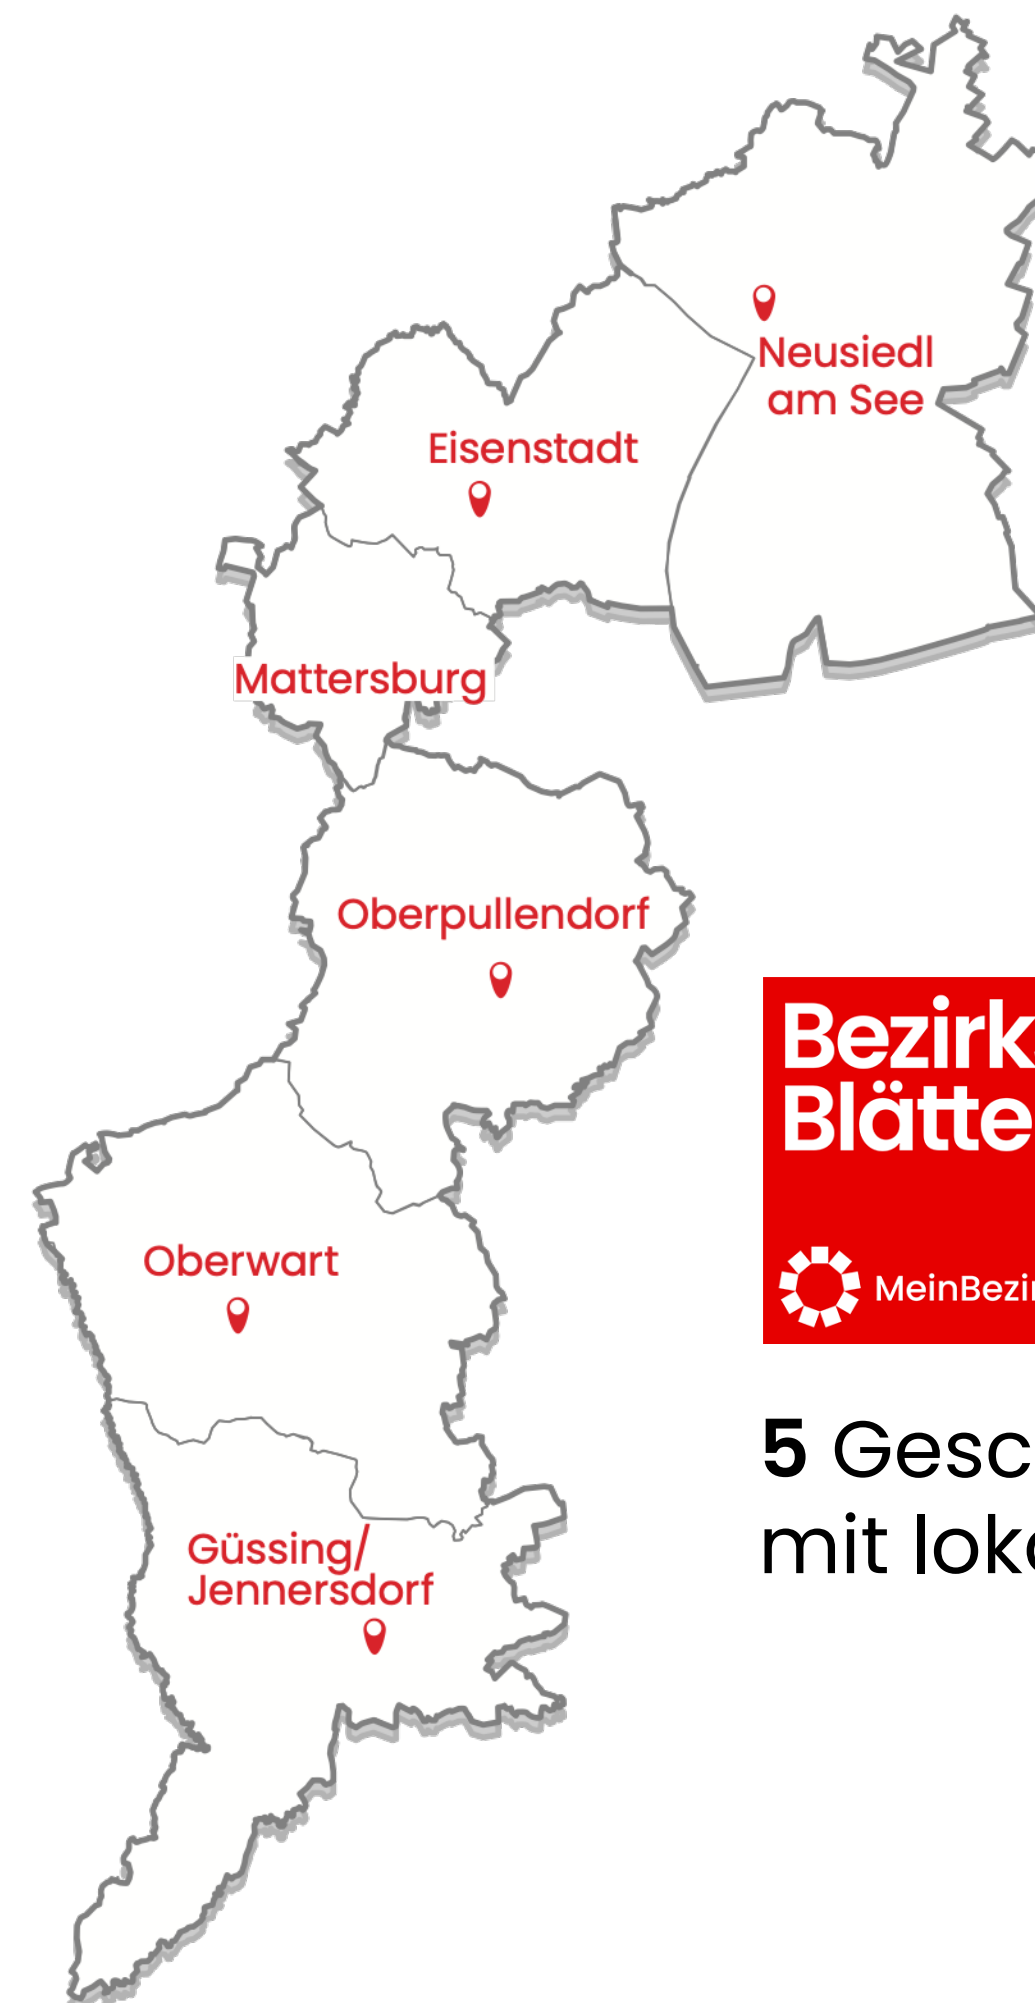 Neusiedl
am See
Eisenstadt
Mattersburg
Oberpullendorf
Bezirk
Blätte
MeinBezi
Oberwart
5 Gesc
mit lok
Güssing/
Jennersdorf